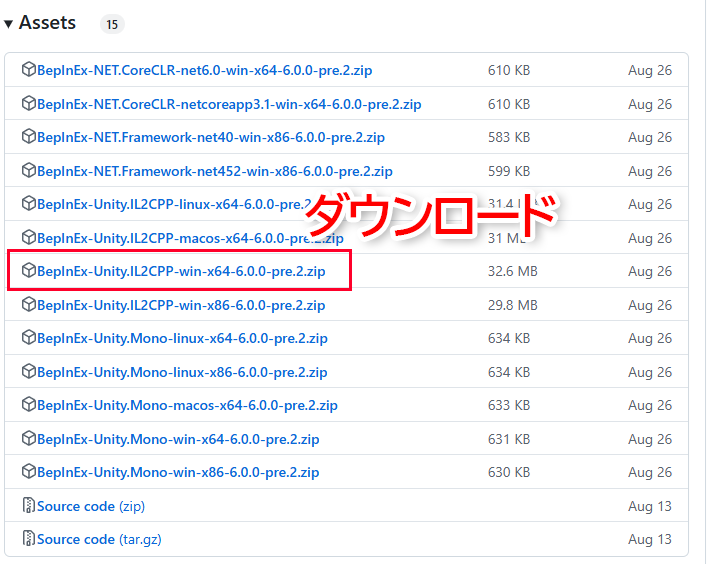 Assets 15
BepInEx-NET.CoreCLR-net6.0-win-x64-6.0.0-pre.2.zip 610 KB Aug 26
BepInEx-NET.CoreCLR-netcoreapp3.1-win-x64-6.0.0-pre.2.zip 610 KB Aug 26
BepInEx-NET.Framework-net40-win-x86-6.0.0-pre.2.zip 583 KB Aug 26
BepInEx-NET.Framework-net452-win-x86-6.0.0-pre.2.zip 599 KB Aug 26
BepInEx-Unity.IL2CPP-linux-x64-6.0.0-pre.2 31.4 Aug 26
ダウンロード
BepInEx-Unity.IL2CPP-macos-x64-6.0.0-pre.2.zip 31 MB Aug 26
BepInEx-Unity.IL2CPP-win-x64-6.0.0-pre.2.zip 32.6 MB Aug 26
BepInEx-Unity.IL2CPP-win-x86-6.0.0-pre.2.zip 29.8 MB Aug 26
BepInEx-Unity.Mono-linux-x64-6.0.0-pre.2.zip 634 KB Aug 26
BepInEx-Unity.Mono-linux-x86-6.0.0-pre.2.zip 634 KB Aug 26
BepInEx-Unity.Mono-macos-x64-6.0.0-pre.2.zip 633 KB Aug 26
BepInEx-Unity.Mono-win-x64-6.0.0-pre.2.zip 631 KB Aug 26
BepInEx-Unity.Mono-win-x86-6.0.0-pre.2.zip 630 KB Aug 26
Source code (zip) Aug 13
Source code (tar.gz) Aug 13